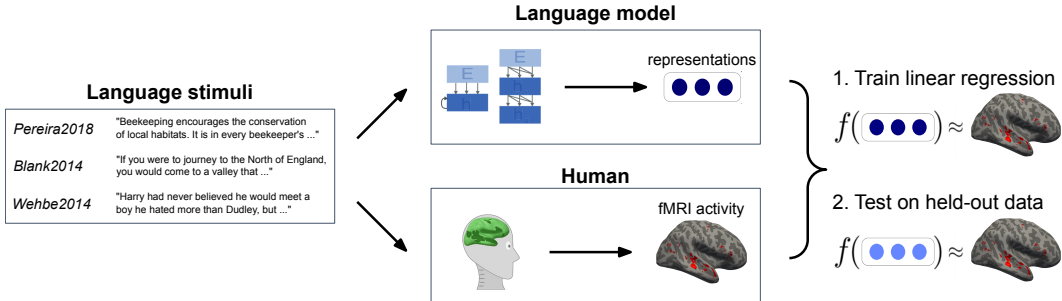 Language model
E
E
h
h
h
representations
Language stimuli
Pereira2018
"Beekeeping encourages the conservation
of local habitats. It is in every beekeeper's ..."
Blank2014
"If you were to journey to the North of England,
you would come to a valley that ..."
Wehbe2014
"Harry had never believed he would meet a
boy he hated more than Dudley, but ..."
Human
fMRI activity
1. Train linear regression
f( ) ≈
2. Test on held-out data
f( ) ≈